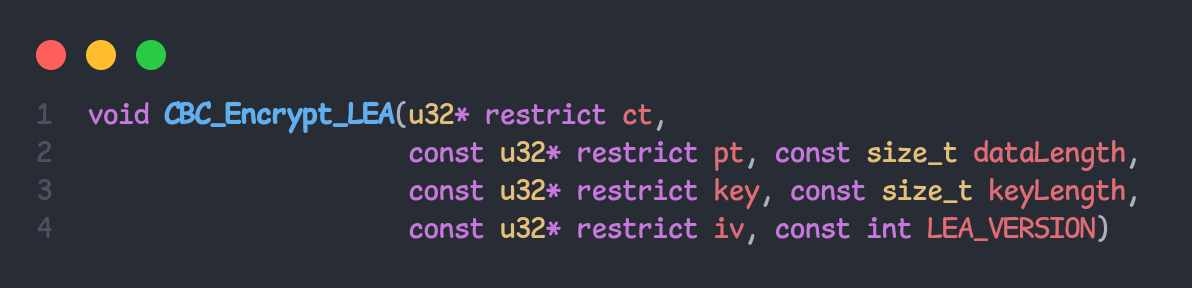 1 void CBC_Encrypt_LEA(u32* restrict ct,
2 const u32* restrict pt, const size_t dataLength,
3 const u32* restrict key, const size_t keyLength,
4 const u32* restrict iv, const int LEA_VERSION)